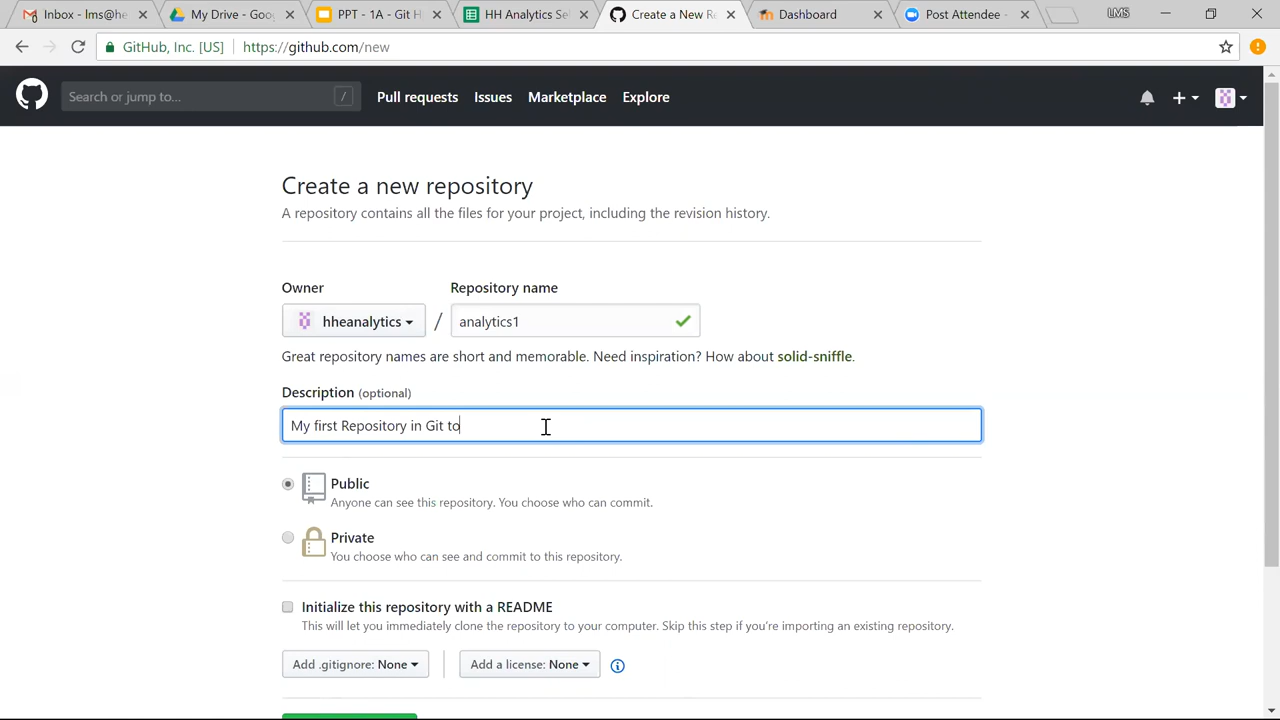 Inbox - lms@he
My Drive - Goo
PPT - 1A - Git H
HH Analytics Se
Create a New R
Dashboard
Post Attendee -
LMS
GitHub, Inc. [US]
https://github.com/new
Search or jump to...
/
Pull requests
Issues
Marketplace
Explore
Create a new repository
A repository contains all the files for your project, including the revision history.
Owner
Repository name
hheanalytics
/
analytics1
Great repository names are short and memorable. Need inspiration? How about solid-sniffle.
Description (optional)
My first Repository in Git to
Public
Anyone can see this repository. You choose who can commit.
Private
You choose who can see and commit to this repository.
Initialize this repository with a README
This will let you immediately clone the repository to your computer. Skip this step if you're importing an existing repository.
Add .gitignore: None
Add a license: None